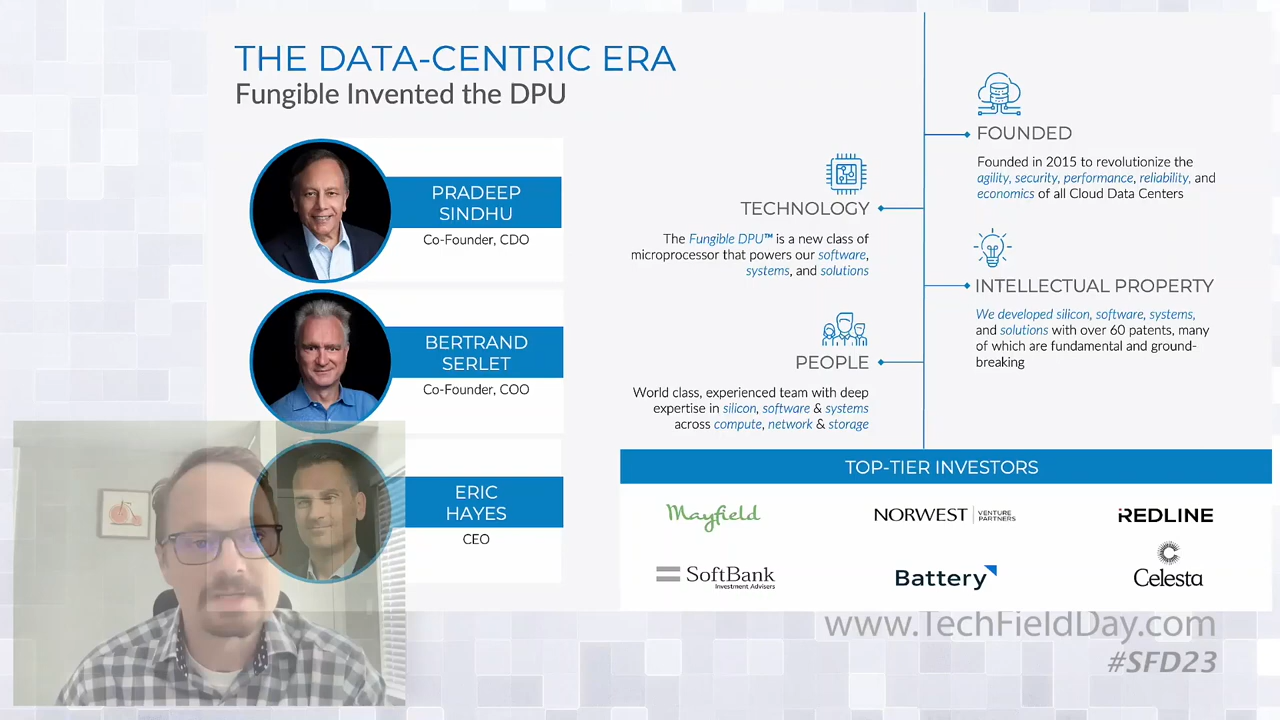 THE DATA-CENTRIC ERA
Fungible Invented the DPU
PRADEEP
SINDHU
Co-Founder, CDO
BERTRAND
SERLET
Co-Founder, COO
ERIC
HAYES
CEO
FOUNDED
Founded in 2015 to revolutionize the
agility, security, performance, reliability, and
economics of all Cloud Data Centers
TECHNOLOGY
The Fungible DPU™ is a new class of
microprocessor that powers our software,
systems, and solutions
INTELLECTUAL PROPERTY
We developed silicon, software, systems,
and solutions with over 60 patents, many
of which are fundamental and ground-
breaking
PEOPLE
World class, experienced team with deep
expertise in silicon, software & systems
across compute, network & storage
TOP-TIER INVESTORS
Mayfield
NORWEST VENTURE
PARTNERS
REDLINE
SoftBank
Investment Advisers
Battery
Celesta
www.TechFieldDay.com
#SFD23